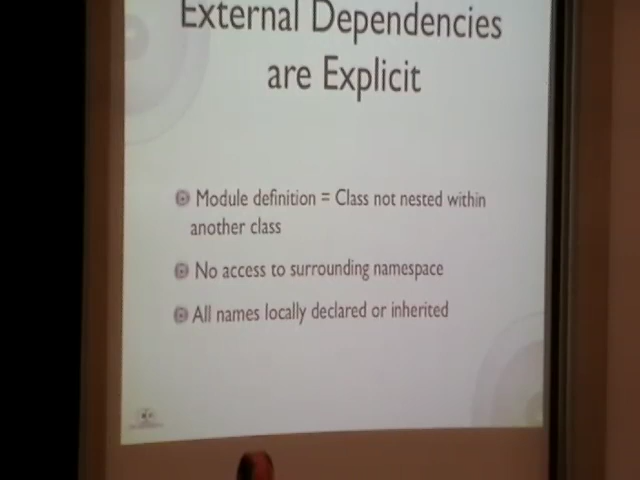 External Dependencies
are Explicit
Module definition = Class not nested within
another class
No access to surrounding namespace
All names locally declared or inherited